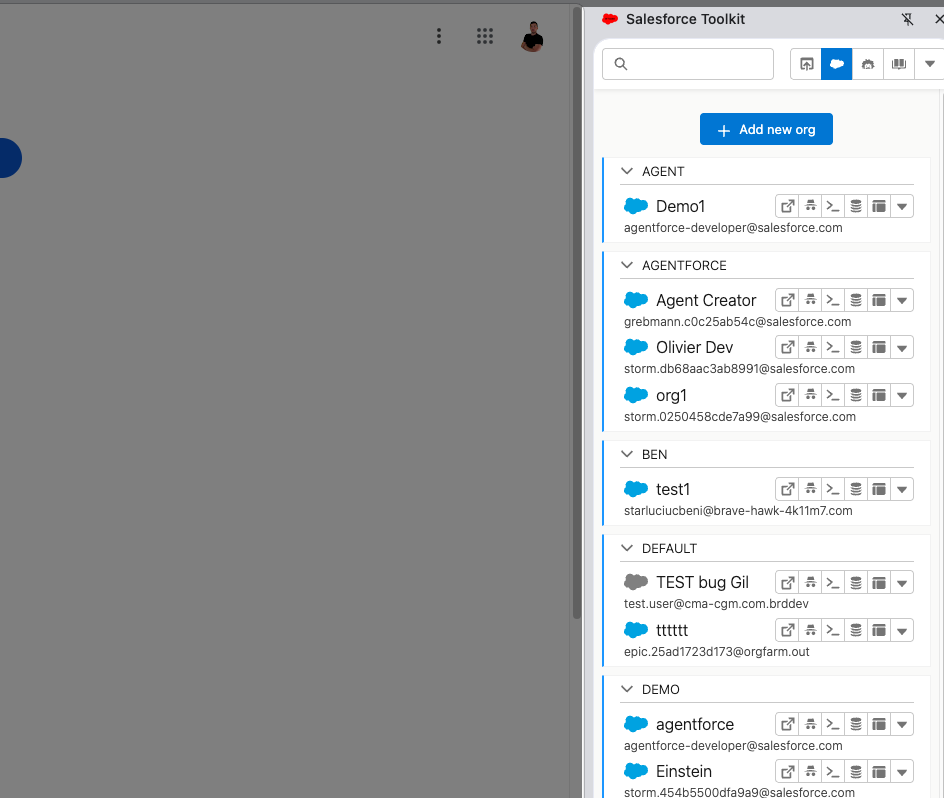 Salesforce Toolkit
Add new org
AGENT
Demo1
agentforce-developer@salesforce.com
AGENTFORCE
Agent Creator
grebmann.c0c25ab54c@salesforce.com
Olivier Dev
storm.db68aac3ab8991@salesforce.com
org1
storm.0250458cde7a99@salesforce.com
BEN
test1
starluciucbeni@brave-hawk-4k11m7.com
DEFAULT
TEST bug Gil
test.user@cma-cgm.com.brddev
tttttt
epic.25ad1723d173@orgfarm.out
DEMO
agentforce
agentforce-developer@salesforce.com
Einstein
storm.454b5500dfa9a9@salesforce.com